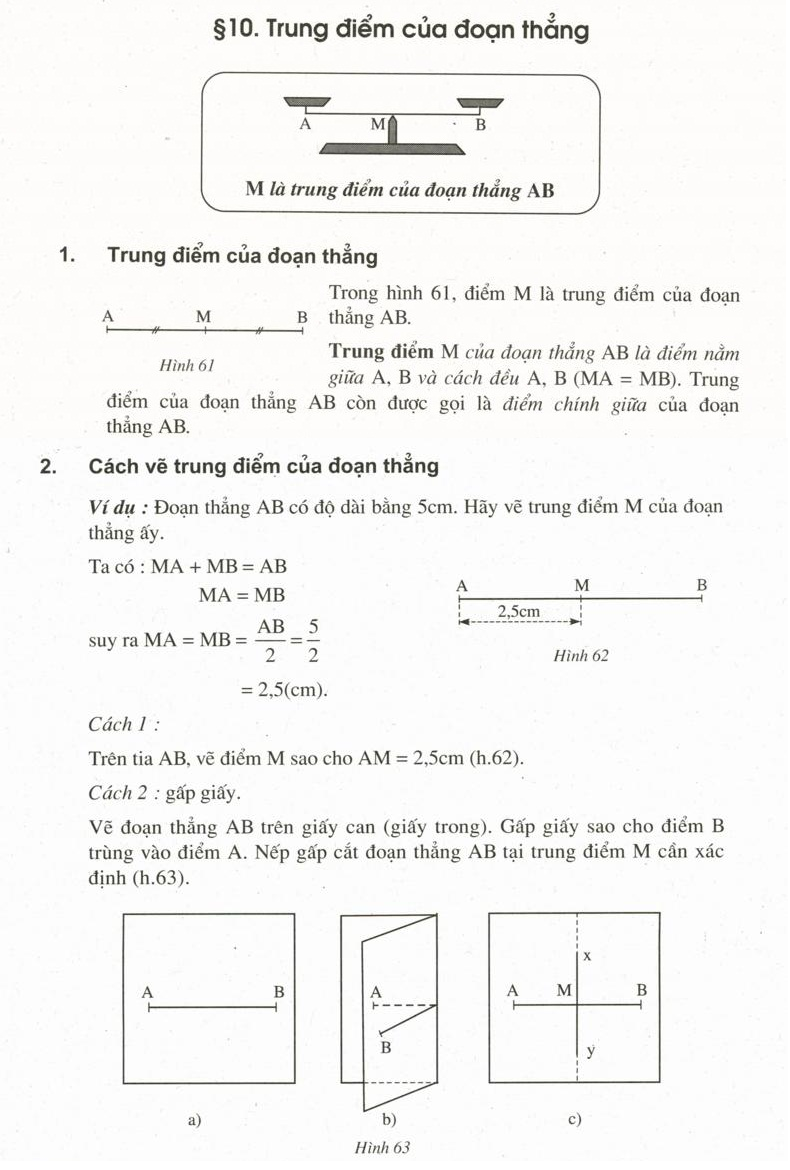 §10. Trung điểm của đoạn thẳng
A M B
M là trung điểm của đoạn thẳng AB
1. Trung điểm của đoạn thẳng
A M B
Hình 61
Trong hình 61, điểm M là trung điểm của đoạn
thẳng AB.
Trung điểm M của đoạn thẳng AB là điểm nằm
giữa A, B và cách đều A, B (MA = MB). Trung
điểm của đoạn thẳng AB còn được gọi là điểm chính giữa của đoạn
thẳng AB.
2. Cách vẽ trung điểm của đoạn thẳng
Ví dụ : Đoạn thẳng AB có độ dài bằng 5cm. Hãy vẽ trung điểm M của đoạn
thẳng ấy.
Ta có : MA + MB = AB
MA = MB
suy ra MA = MB = AB/2 = 5/2
= 2,5(cm).
A M B
2,5cm
Hình 62
Cách 1 :
Trên tia AB, vẽ điểm M sao cho AM = 2,5cm (h.62).
Cách 2 : gấp giấy.
Vẽ đoạn thẳng AB trên giấy can (giấy trong). Gấp giấy sao cho điểm B
trùng vào điểm A. Nếp gấp cắt đoạn thẳng AB tại trung điểm M cần xác
định (h.63).
A B
a)
A
B
b)
x
A M B
y
c)
Hình 63